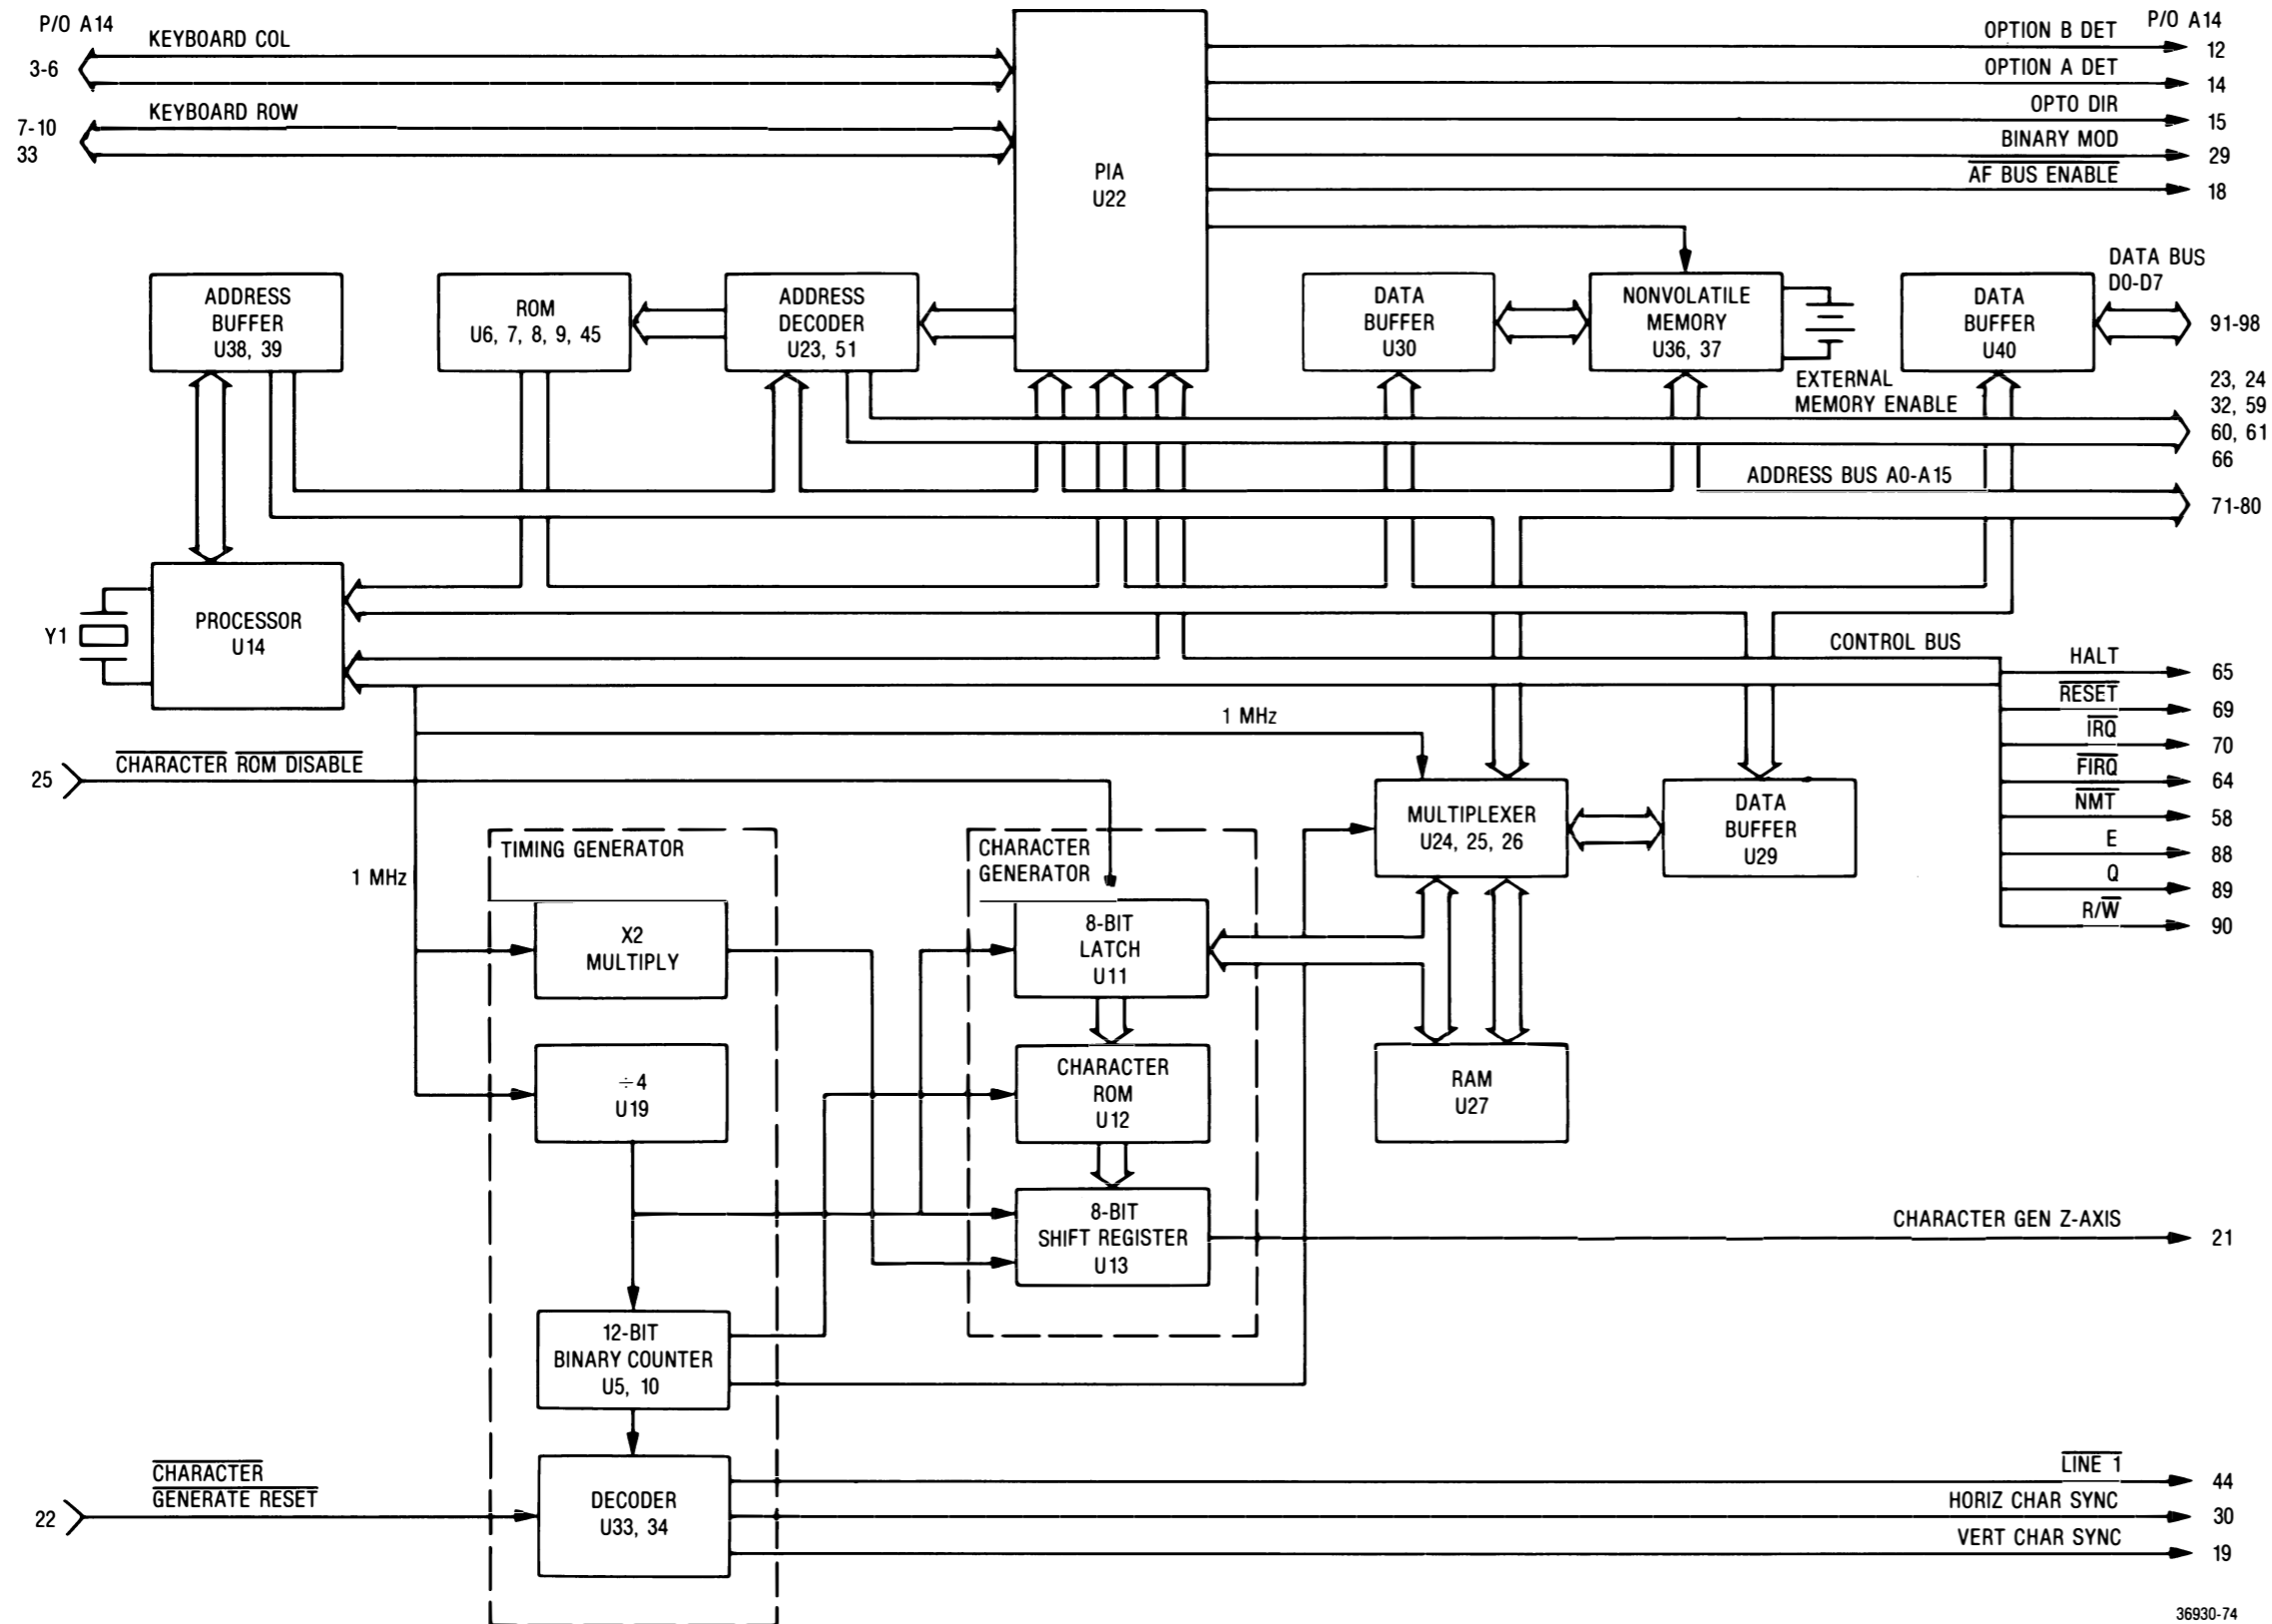 P/O A14
P/O A14
KEYBOARD COL
3-6
KEYBOARD ROW
7-10
33
PIA
U22
OPTION B DET
12
OPTION A DET
14
OPTO DIR
15
BINARY MOD
29
AF BUS ENABLE
18
ADDRESS
BUFFER
U38, 39
ROM
U6, 7, 8, 9, 45
ADDRESS
DECODER
U23, 51
DATA
BUFFER
U30
NONVOLATILE
MEMORY
U36, 37
DATA
BUFFER
U40
DATA BUS
D0-D7
91-98
EXTERNAL
MEMORY ENABLE
23, 24
32, 59
60, 61
66
ADDRESS BUS A0-A15
71-80
Y1
PROCESSOR
U14
CONTROL BUS
HALT
65
RESET
69
IRQ
70
FIRQ
64
NMT
58
E
88
Q
89
R/W
90
1 MHz
25
CHARACTER ROM DISABLE
1 MHz
TIMING GENERATOR
CHARACTER
GENERATOR
MULTIPLEXER
U24, 25, 26
DATA
BUFFER
U29
X2
MULTIPLY
8-BIT
LATCH
U11
÷4
U19
CHARACTER
ROM
U12
RAM
U27
8-BIT
SHIFT REGISTER
U13
CHARACTER GEN Z-AXIS
21
12-BIT
BINARY COUNTER
U5, 10
22
CHARACTER
GENERATE RESET
DECODER
U33, 34
LINE 1
44
HORIZ CHAR SYNC
30
VERT CHAR SYNC
19
36930-74